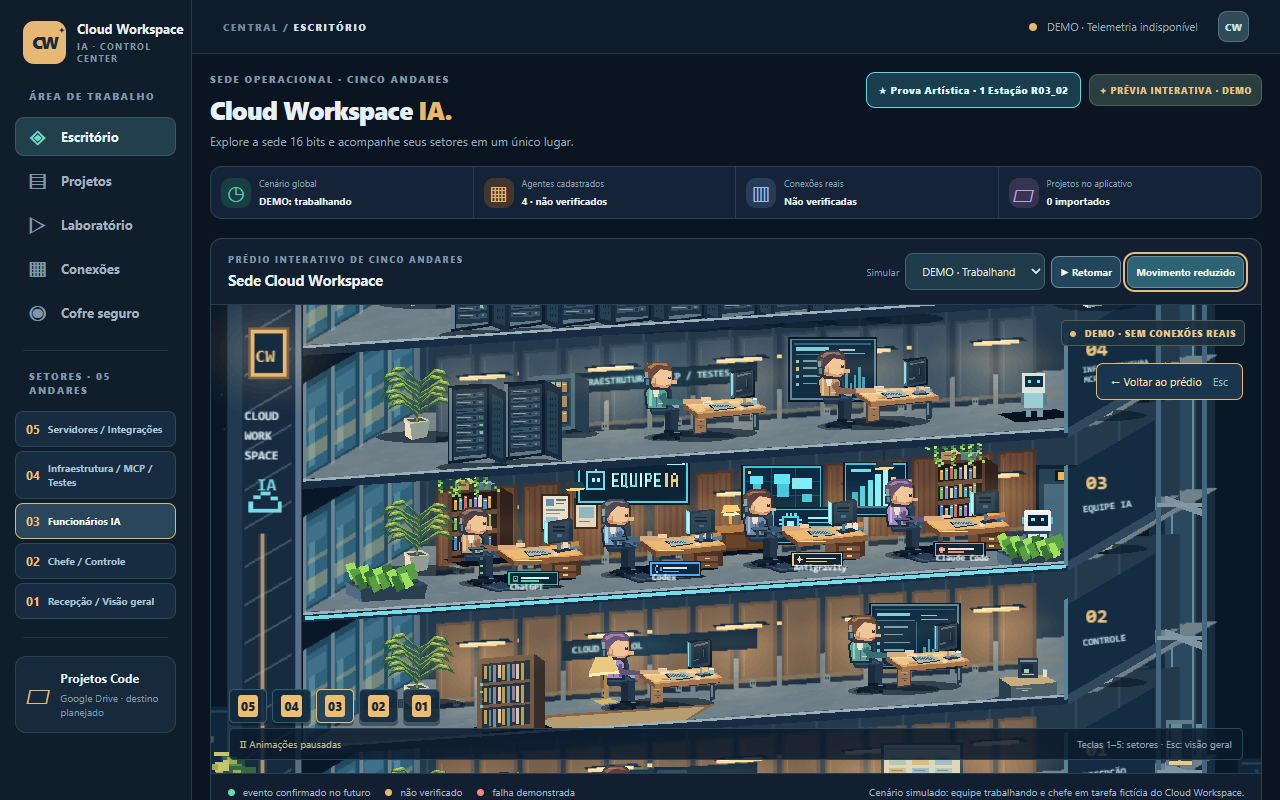 CW
Cloud Workspace
IA · CONTROL
CENTER
ÁREA DE TRABALHO
Escritório
Projetos
Laboratório
Conexões
Cofre seguro
SETORES · 05
ANDARES
05 Servidores / Integrações
04 Infraestrutura / MCP /
Testes
03 Funcionários IA
02 Chefe / Controle
01 Recepção / Visão geral
Projetos Code
Google Drive · destino
planejado
CENTRAL / ESCRITÓRIO
DEMO · Telemetria indisponível
CW
SEDE OPERACIONAL · CINCO ANDARES
Cloud Workspace IA.
Explore a sede 16 bits e acompanhe seus setores em um único lugar.
★ Prova Artística · 1 Estação R03_02
✦ PRÉVIA INTERATIVA · DEMO
Cenário global
DEMO: trabalhando
Agentes cadastrados
4 · não verificados
Conexões reais
Não verificadas
Projetos no aplicativo
0 importados
PRÉDIO INTERATIVO DE CINCO ANDARES
Sede Cloud Workspace
Simular
DEMO · Trabalhand
▶ Retomar
Movimento reduzido
DEMO · SEM CONEXÕES REAIS
← Voltar ao prédio Esc
CW
CLOUD
WORK
SPACE
IA
04
EQUIPE IA
ChatGPT
Codex
Antigravity
Claude Code
03
EQUIPE IA
02
CONTROLE
05 04 03 02 01
II Animações pausadas
Teclas 1–5: setores · Esc: visão geral
evento confirmado no futuro
não verificado
falha demonstrada
Cenário simulado: equipe trabalhando e chefe em tarefa fictícia do Cloud Workspace.